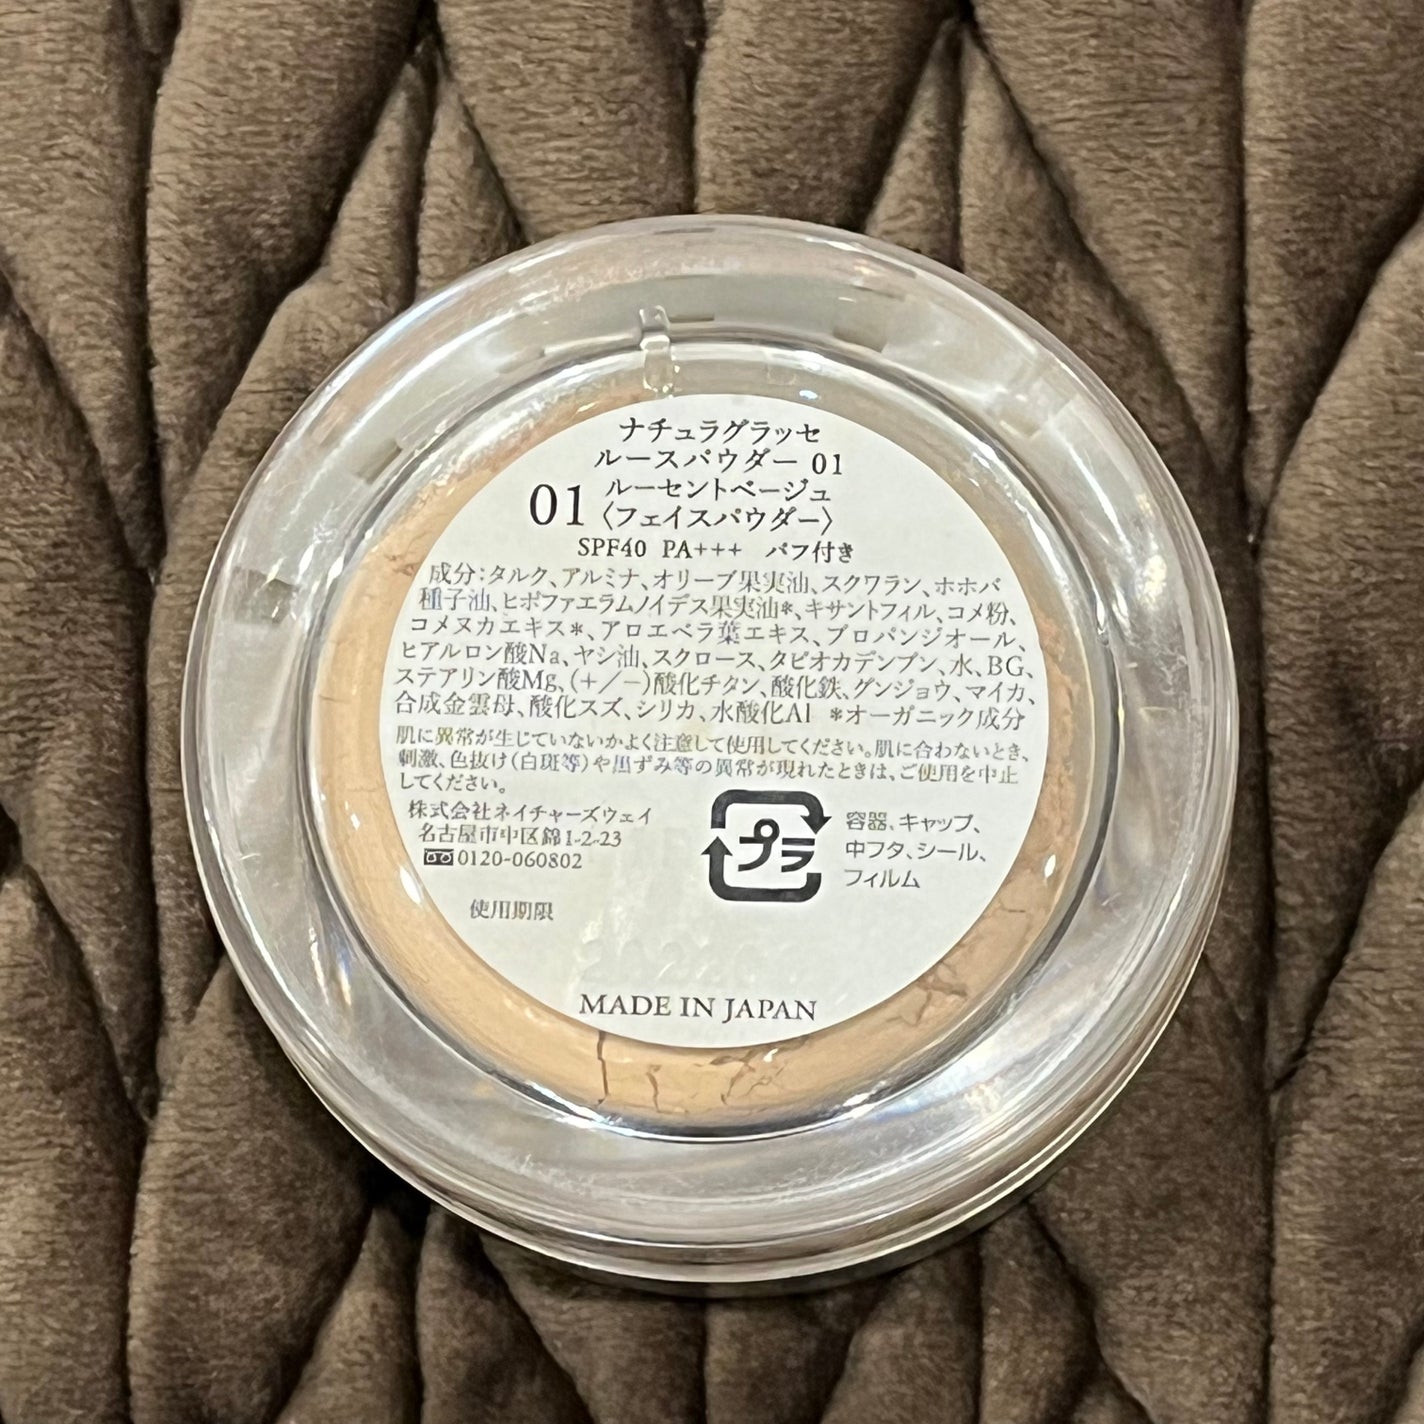 ナチュラグラッセ
ルースパウダー 01
01 ルーセントベージュ
〈フェイスパウダー〉
SPF40 PA+++ パフ付き
成分:タルク、アルミナ、オリーブ果実油、スクワラン、ホホバ
種子油、ヒポファエラムノイデス果実油*、キサントフィル、コメ粉、
コメヌカエキス*、アロエベラ葉エキス、プロパンジオール、
ヒアルロン酸Na、ヤシ油、スクロース、タピオカデンプン、水、BG、
ステアリン酸Mg、(+/−)酸化チタン、酸化鉄、グンジョウ、マイカ、
合成金雲母、酸化スズ、シリカ、水酸化Al *オーガニック成分
肌に異常が生じていないかよく注意して使用してください。肌に合わないとき、
刺激、色抜け(白斑等)や黒ずみ等の異常が現れたときは、ご使用を中止
してください。
株式会社ネイチャーズウェイ
名古屋市中区錦1-2-23
0120-060802
プラ
容器、キャップ、
中フタ、シール、
フィルム
使用期限
MADE IN JAPAN